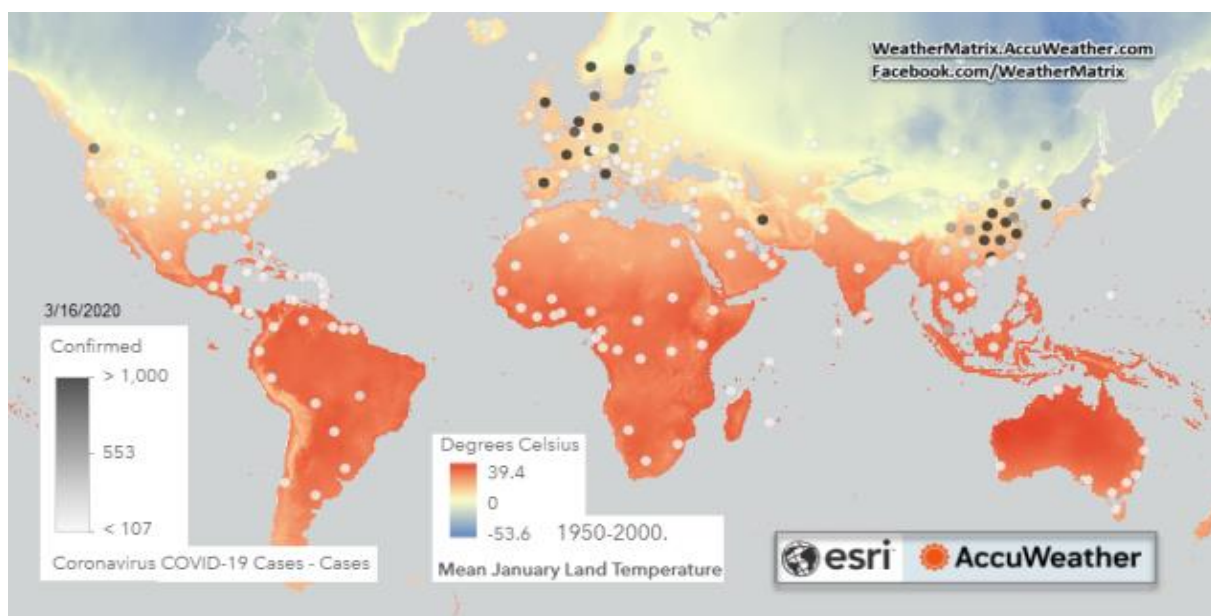 WeatherMatrix.AccuWeather.com
Facebook.com/WeatherMatrix
3/16/2020
Confirmed
> 1,000
553
< 107
Coronavirus COVID-19 Cases - Cases
Degrees Celsius
39.4
0
-53.6
1950-2000.
Mean January Land Temperature
esri
AccuWeather